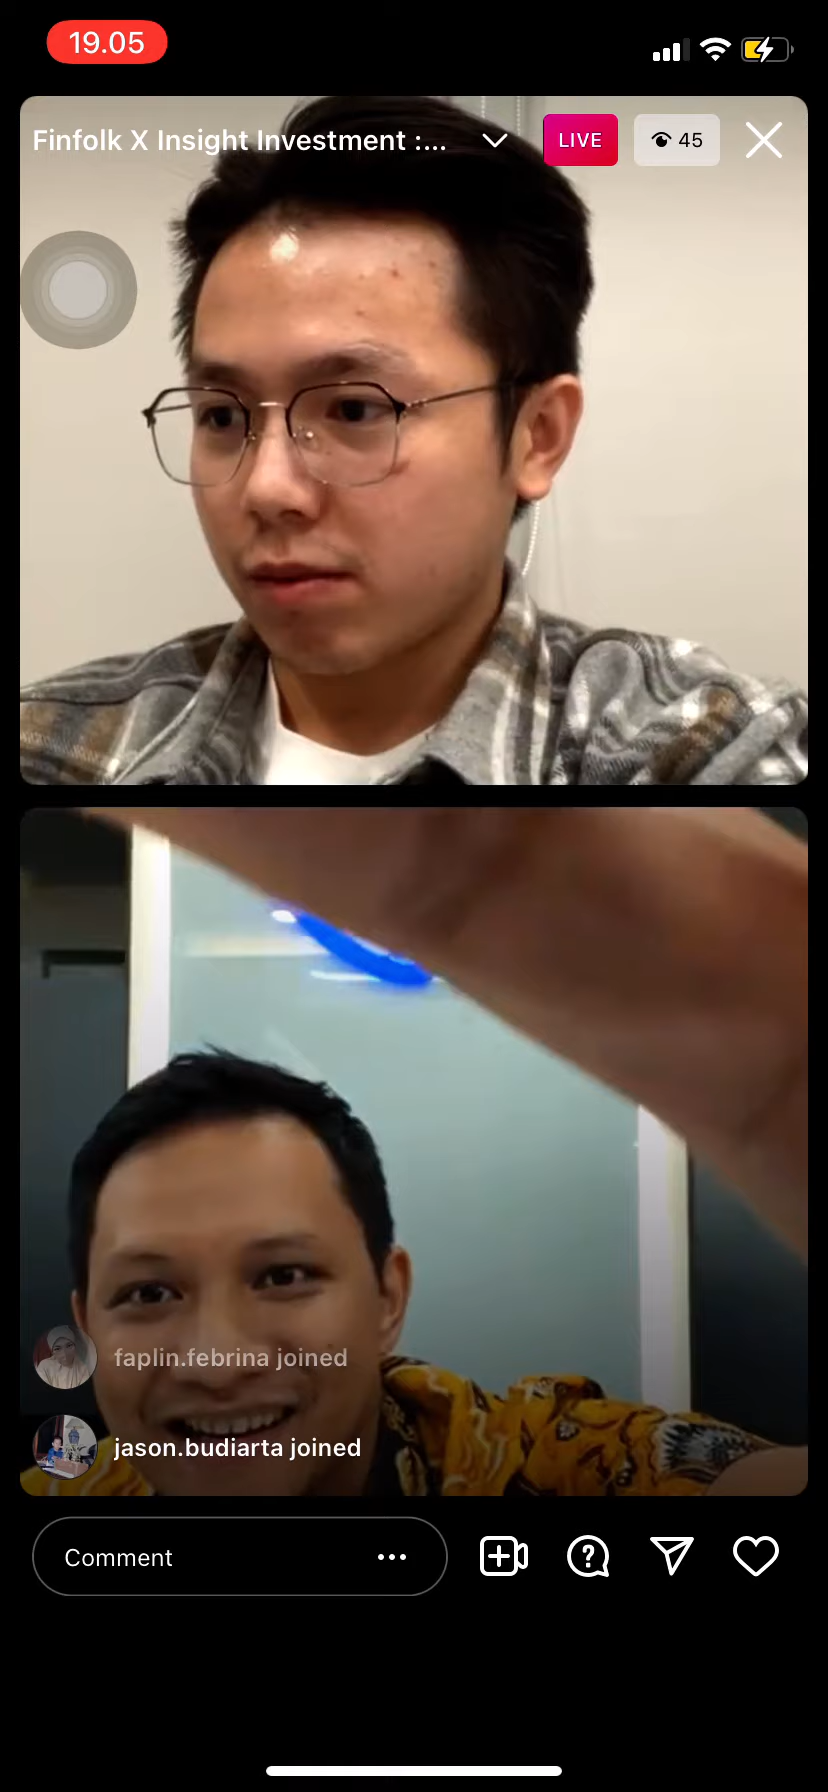 19.05
Finfolk X Insight Investment :...
LIVE
45
faplin.febrina joined
jason.budiarta joined
Comment